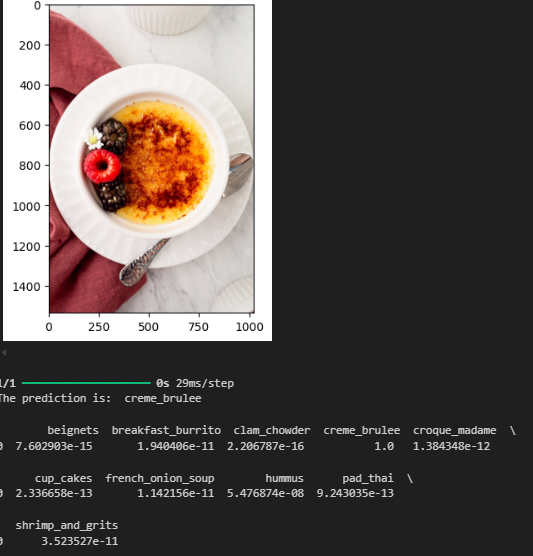 0
200
400
600
800
1000
1200
1400
0 250 500 750 1000
1/1 ━━━━━━━━━━━━━━━━━━━━ 0s 29ms/step
The prediction is:  creme_brulee
beignets  breakfast_burrito  clam_chowder  creme_brulee  croque_madame  \
0  7.602903e-15  1.940406e-11  2.206787e-16  1.0  1.384348e-12
cup_cakes  french_onion_soup  hummus  pad_thai  \
0  2.336658e-13  1.142156e-11  5.476874e-08  9.243035e-13
shrimp_and_grits
0  3.523527e-11